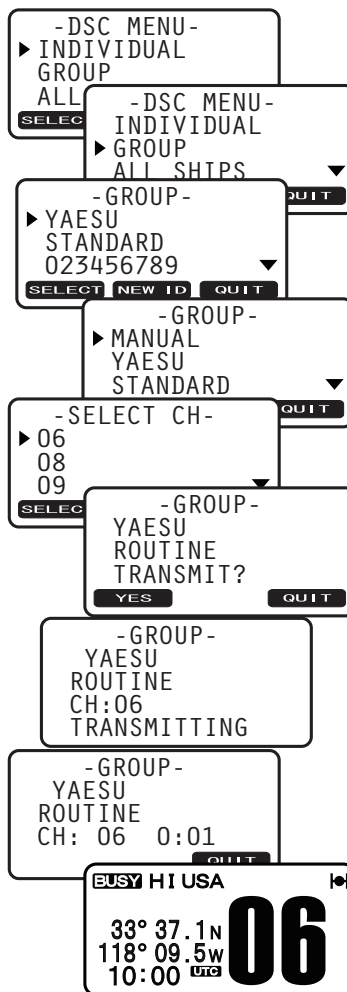 -DSC MENU-
INDIVIDUAL
GROUP
ALL
-DSC MENU-
INDIVIDUAL
GROUP
ALL SHIPS
QUIT
-GROUP-
YAESU
STANDARD
023456789
SELECT NEW ID QUIT
-GROUP-
MANUAL
YAESU
STANDARD
QUIT
-SELECT CH-
06
08
09
-GROUP-
YAESU
ROUTINE
TRANSMIT?
YES QUIT
-GROUP-
YAESU
ROUTINE
CH:06
TRANSMITTING
-GROUP-
YAESU
ROUTINE
CH: 06 0:01
QUIT
BUSY HI USA
33° 37.1N
118° 09.5W
10:00 UTC
06